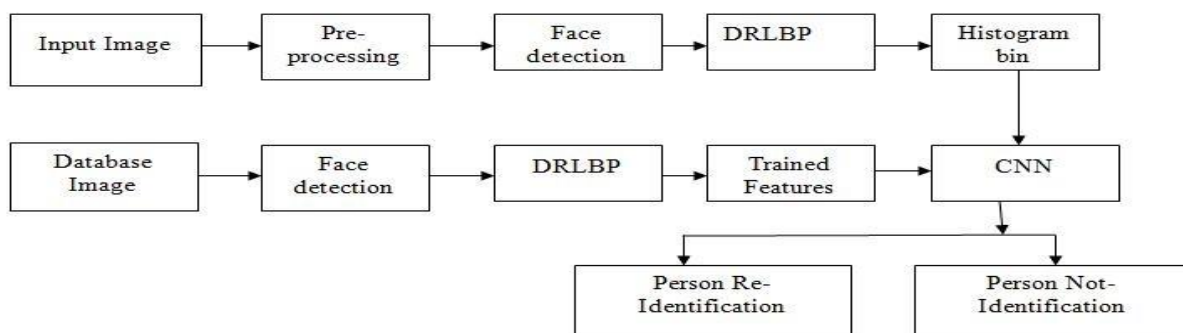 Input Image
Pre-
processing
Face
detection
DRLBP
Histogram
bin
Database
Image
Face
detection
DRLBP
Trained
Features
CNN
Person Re-
Identification
Person Not-
Identification